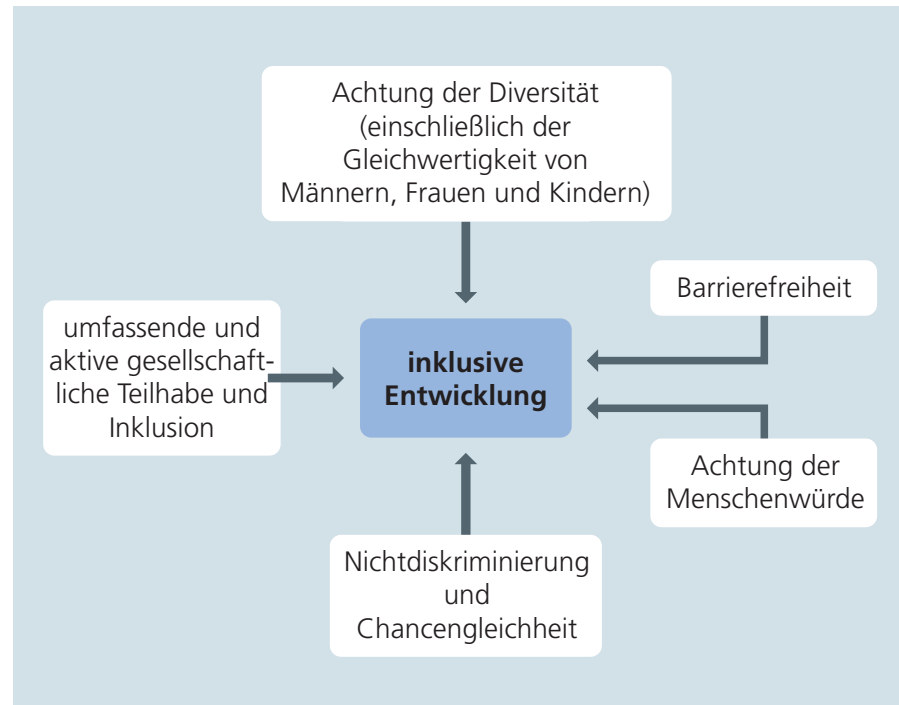 Achtung der Diversität
(einschließlich der
Gleichwertigkeit von
Männern, Frauen und Kindern)
Barrierefreiheit
umfassende und
aktive gesellschaft-
liche Teilhabe und
Inklusion
inklusive
Entwicklung
Achtung der
Menschenwürde
Nichtdiskriminierung
und
Chancengleichheit